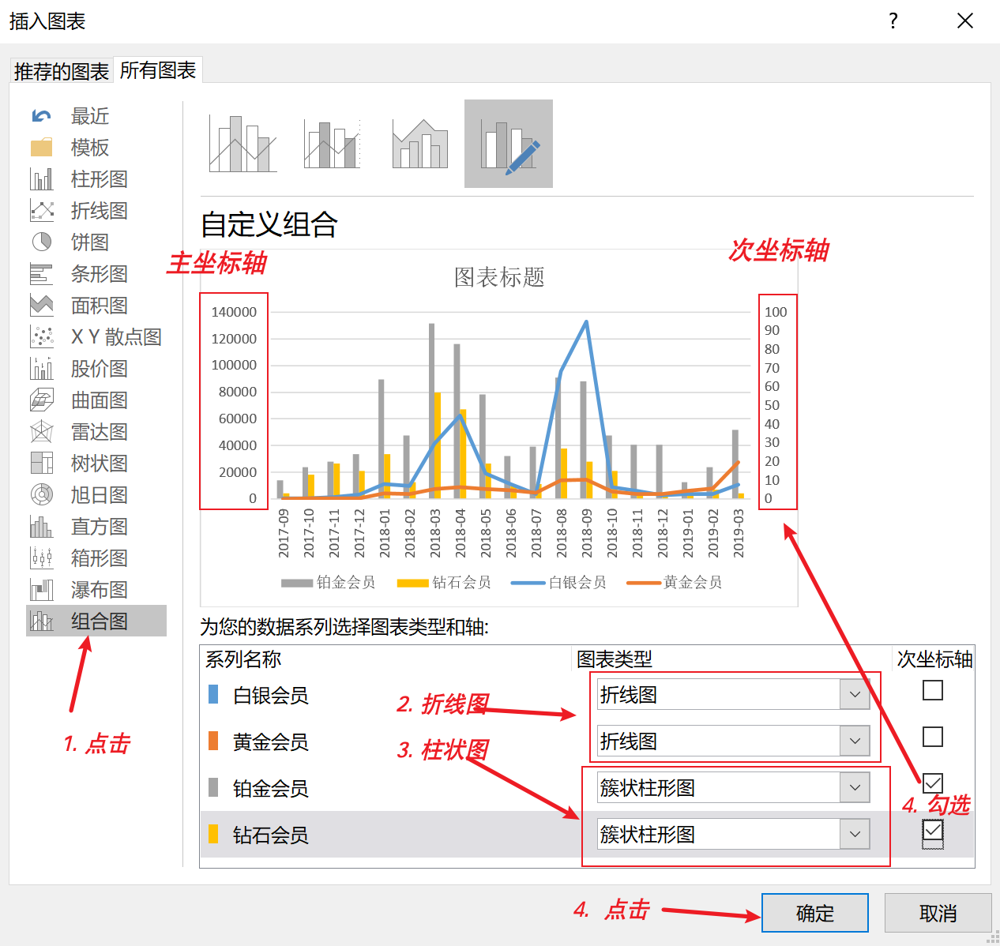 插入图表
?
推荐的图表
所有图表
最近
模板
柱形图
折线图
饼图
条形图
面积图
X Y 散点图
股价图
曲面图
雷达图
树状图
旭日图
直方图
箱形图
瀑布图
组合图
1. 点击
自定义组合
主坐标轴
次坐标轴
图表标题
140000
120000
100000
80000
60000
40000
20000
0
100
90
80
70
60
50
40
30
20
10
0
2017-09
2017-10
2017-11
2017-12
2018-01
2018-02
2018-03
2018-04
2018-05
2018-06
2018-07
2018-08
2018-09
2018-10
2018-11
2018-12
2019-01
2019-02
2019-03
铂金会员 钻石会员 白银会员 黄金会员
为您的数据系列选择图表类型和轴:
系列名称 图表类型 次坐标轴
白银会员 折线图
2. 折线图
黄金会员 折线图
3. 柱状图
铂金会员 簇状柱形图
4. 勾选
钻石会员 簇状柱形图
4. 点击
确定 取消